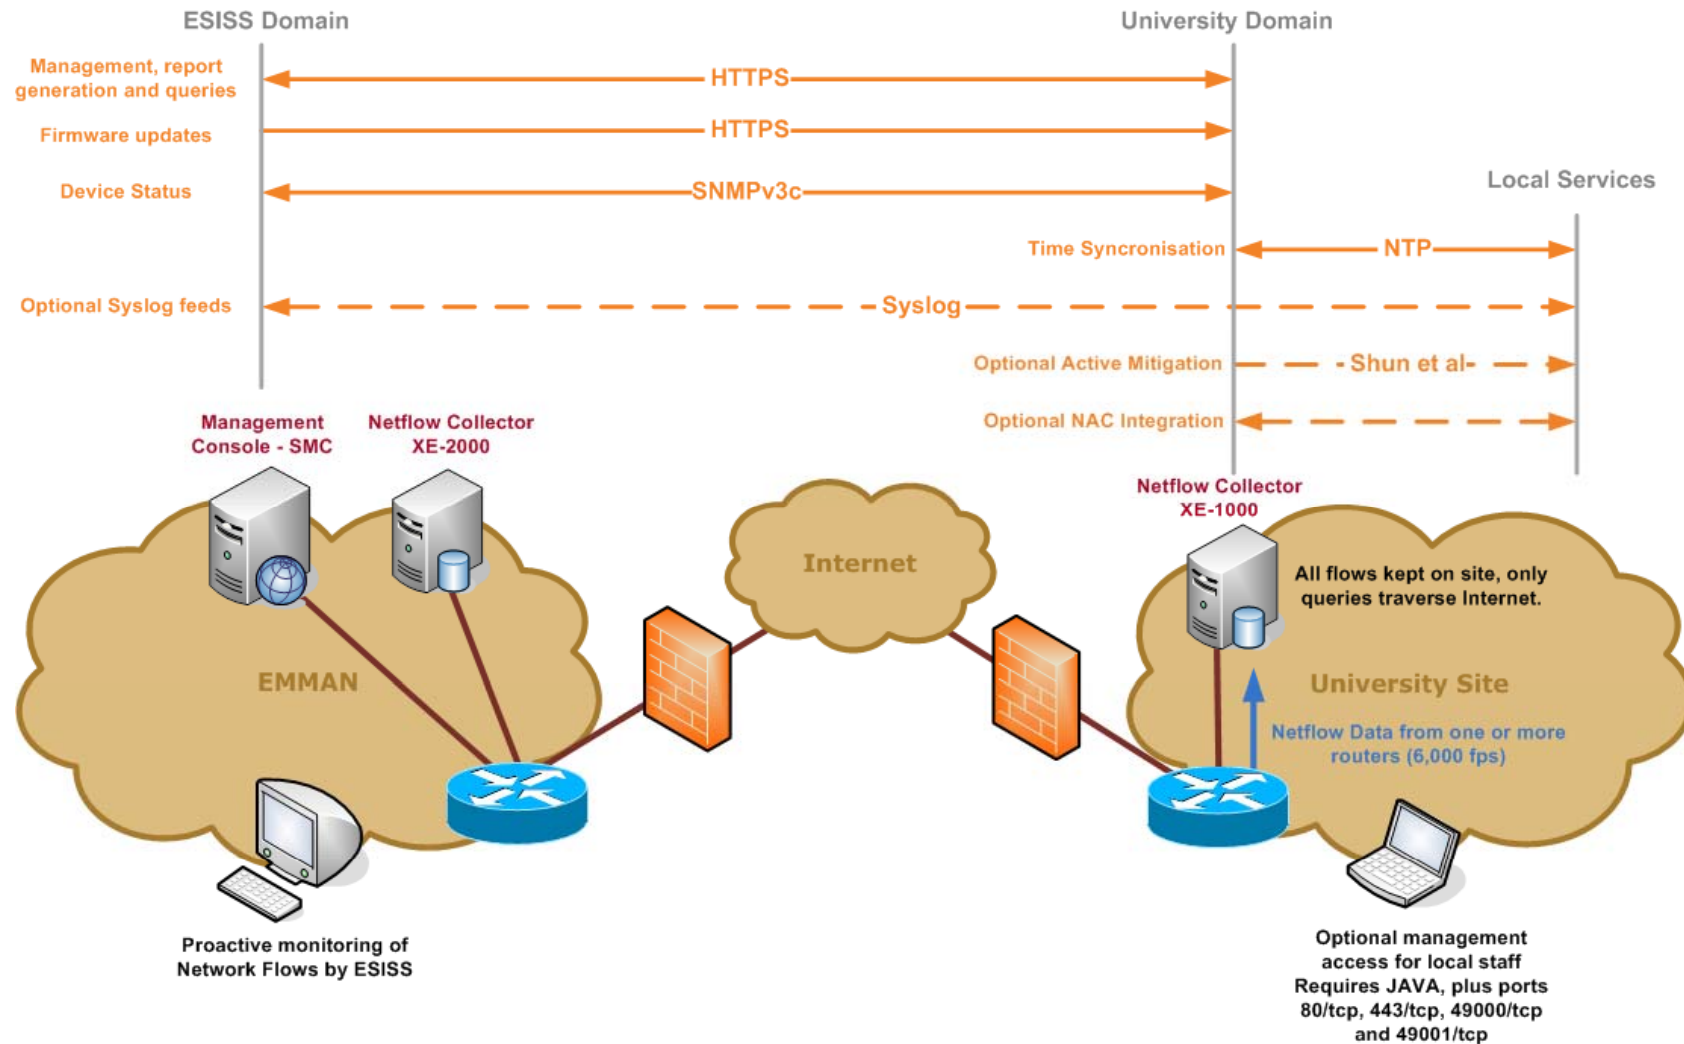 ESISS Domain
University Domain
Management, report
generation and queries
HTTPS
Firmware updates
HTTPS
Device Status
SNMPv3c
Local Services
Time Syncronisation
NTP
Optional Syslog feeds
Syslog
Optional Active Mitigation
Shun et al
Optional NAC Integration
Management
Console - SMC
Netflow Collector
XE-2000
Netflow Collector
XE-1000
Internet
All flows kept on site, only
queries traverse Internet.
EMMAN
University Site
Netflow Data from one or more
routers (6,000 fps)
Proactive monitoring of
Network Flows by ESISS
Optional management
access for local staff
Requires JAVA, plus ports
80/tcp, 443/tcp, 49000/tcp
and 49001/tcp